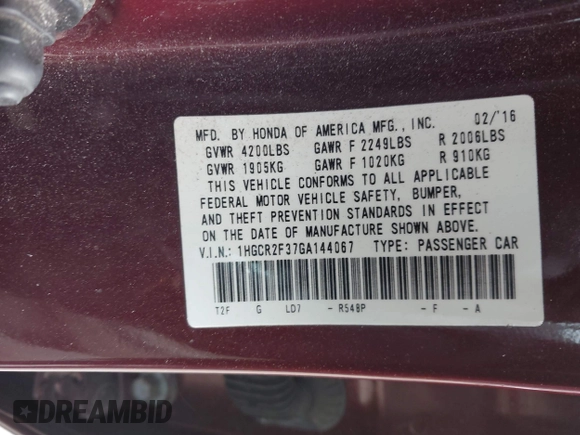 MFD. BY HONDA OF AMERICA MFG., INC. 02/'16
GVWR 4200LBS GAWR F 2249LBS R 2006LBS
GVWR 1905KG GAWR F 1020KG R 910KG
THIS VEHICLE CONFORMS TO ALL APPLICABLE
FEDERAL MOTOR VEHICLE SAFETY, BUMPER,
AND THEFT PREVENTION STANDARDS IN EFFECT
ON THE DATE OF MANUFACTURE SHOWN ABOVE.
V.I.N.: 1HGCR2F37GA144067 TYPE: PASSENGER CAR
T2F G LD7 - R548P - F - A
DREAMBID